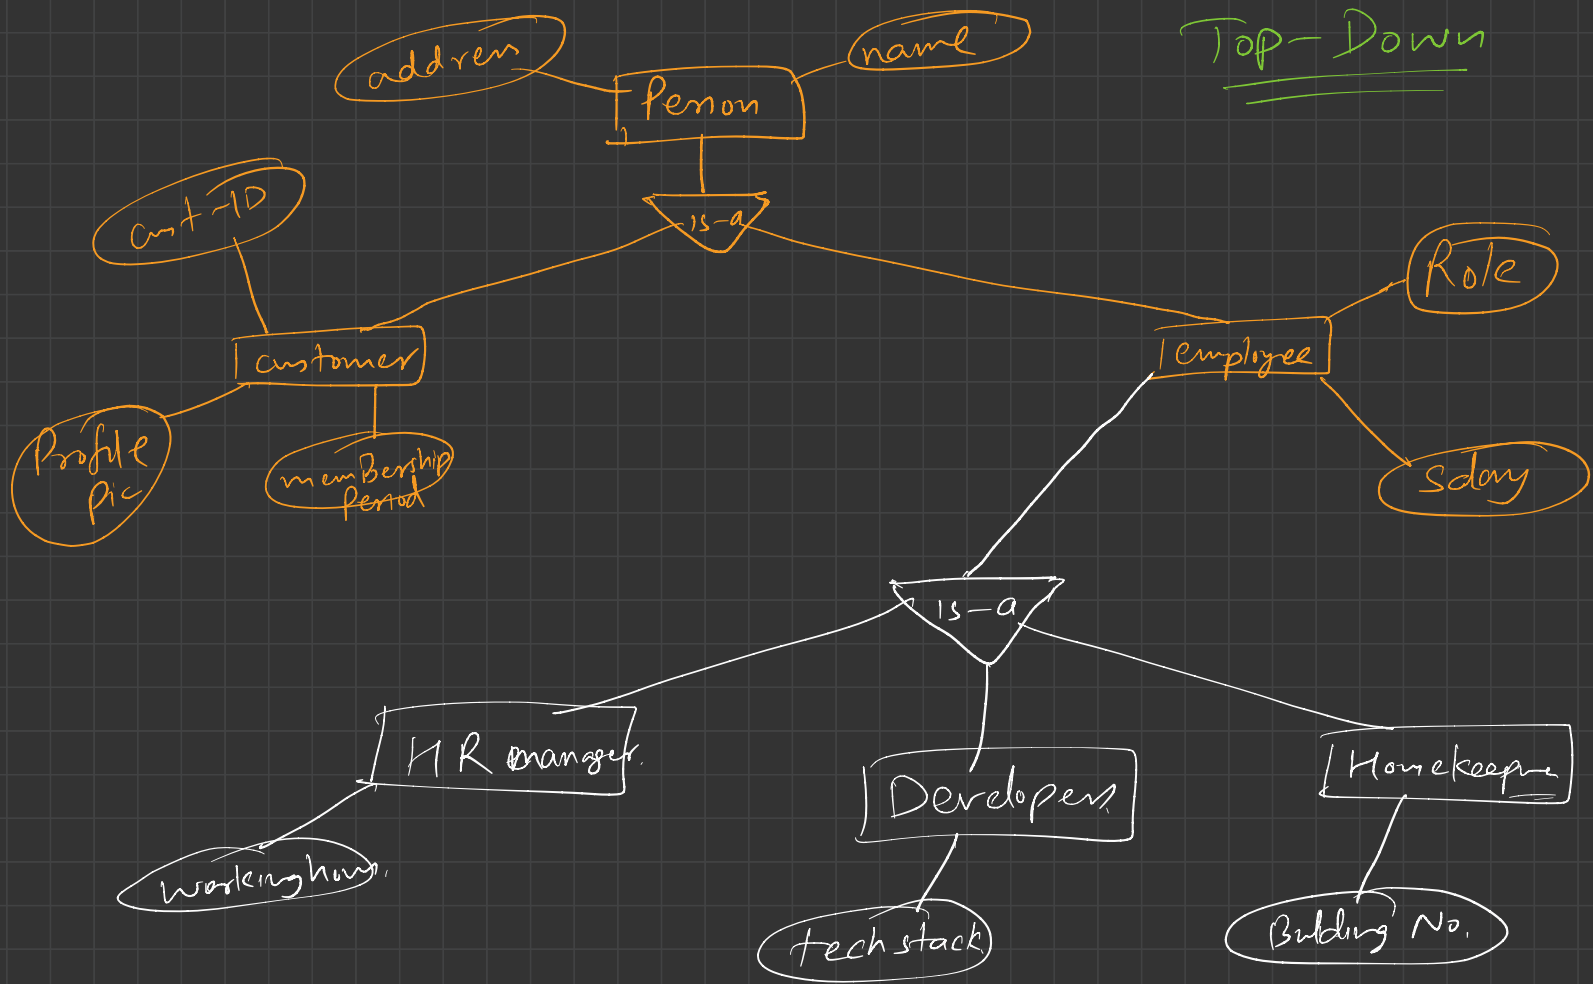 Top-Down
address
name
Person
is-a
cust-ID
Role
customer
employee
Profile
Pic
memBership
Period
Salary
is-a
HR manager
Developers
Homekeeping
Working hours
tech stack
Building No.